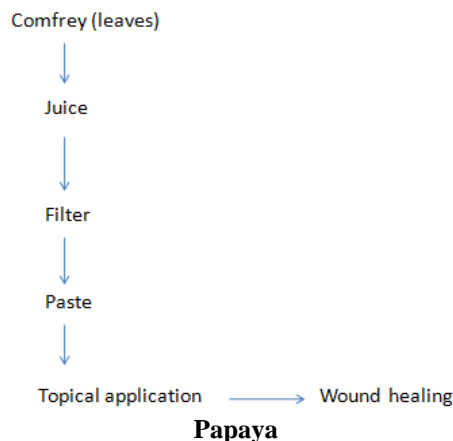 Comfrey (leaves)
Juice
Filter
Paste
Topical application
Wound healing
Papaya